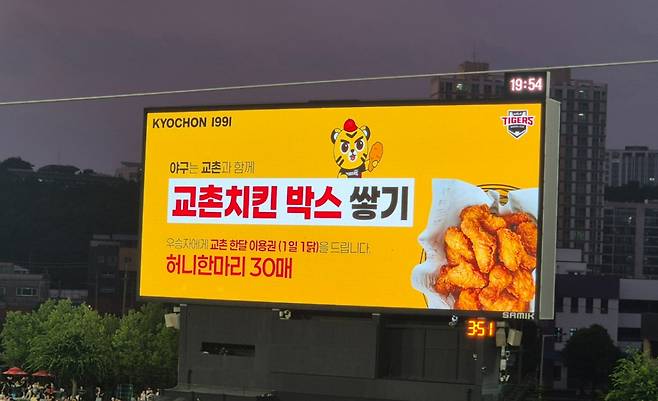 19:54
KYOCHON 1991
TIGERS
야구는 교촌과 함께
교촌치킨 박스 쌓기
우승자에게 교촌 한달 이용권 (1일 1닭)을 드립니다.
허니한마리 30매
SAMIK
3:51